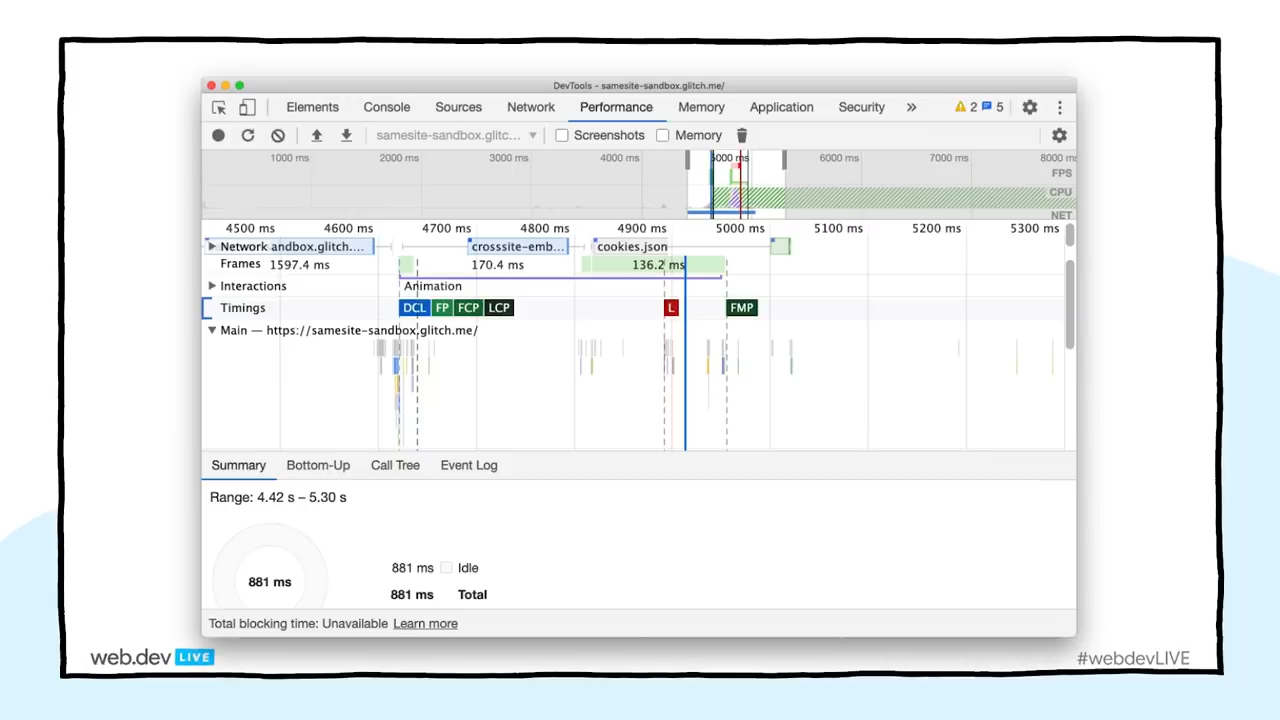 DevTools - samesite-sandbox.glitch.me/
Elements Console Sources Network Performance Memory Application Security » 2 5
samesite-sandbox.glitc... Screenshots Memory
1000 ms 2000 ms 3000 ms 4000 ms 5000 ms 6000 ms 7000 ms 8000 ms
FPS
CPU
NET
4500 ms 4600 ms 4700 ms 4800 ms 4900 ms 5000 ms 5100 ms 5200 ms 5300 ms
Network andbox.glitch.... crosssite-emb... cookies.json
Frames 1597.4 ms 170.4 ms 136.2 ms
Interactions Animation
Timings DCL FP FCP LCP L FMP
Main — https://samesite-sandbox.glitch.me/
Summary Bottom-Up Call Tree Event Log
Range: 4.42 s – 5.30 s
881 ms 881 ms Idle
881 ms Total
Total blocking time: Unavailable Learn more
web.dev LIVE #webdevLIVE